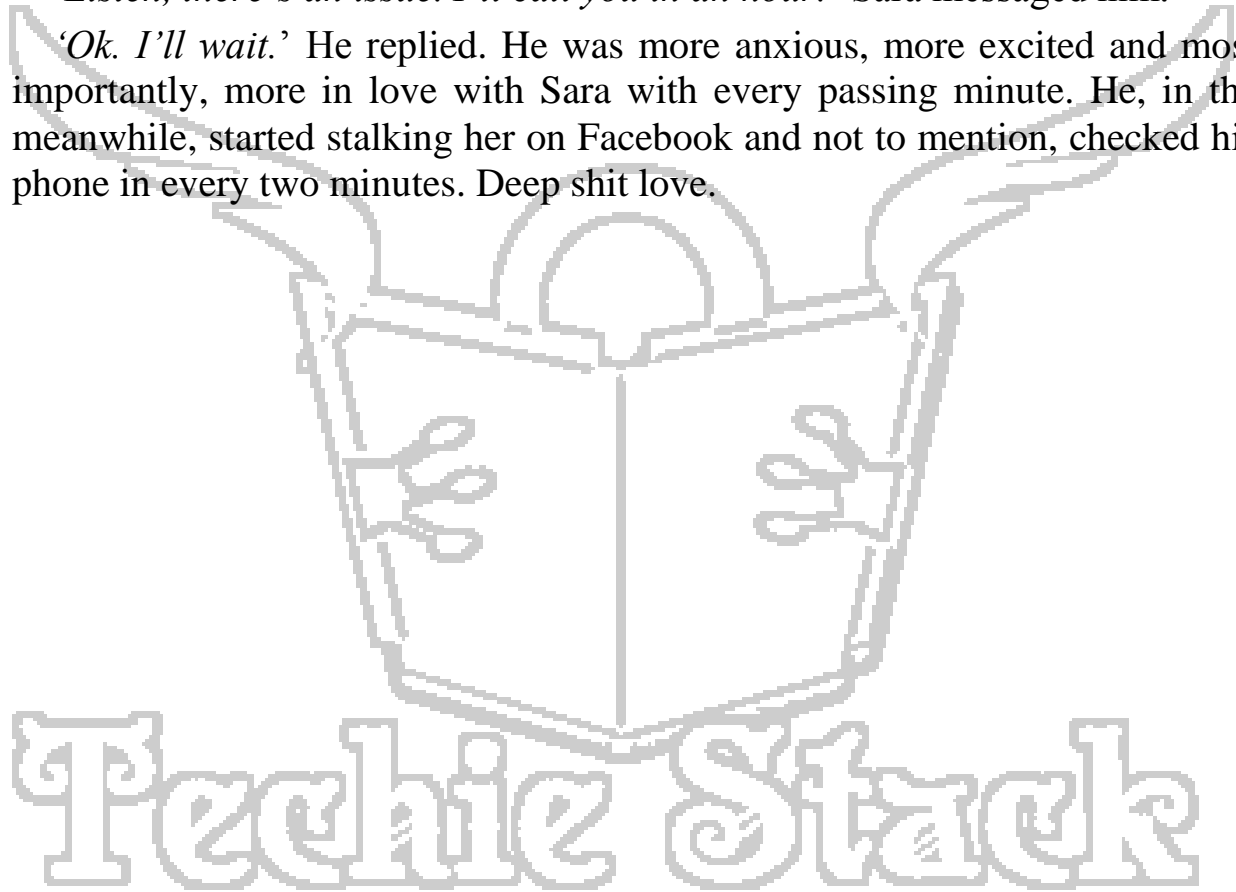 Listen, there's an issue. I'll call you in an hour.' Sara messaged him.
'Ok. I'll wait.' He replied. He was more anxious, more excited and mos
importantly, more in love with Sara with every passing minute. He, in th
meanwhile, started stalking her on Facebook and not to mention, checked hi
phone in every two minutes. Deep shit love.
Techie Stack